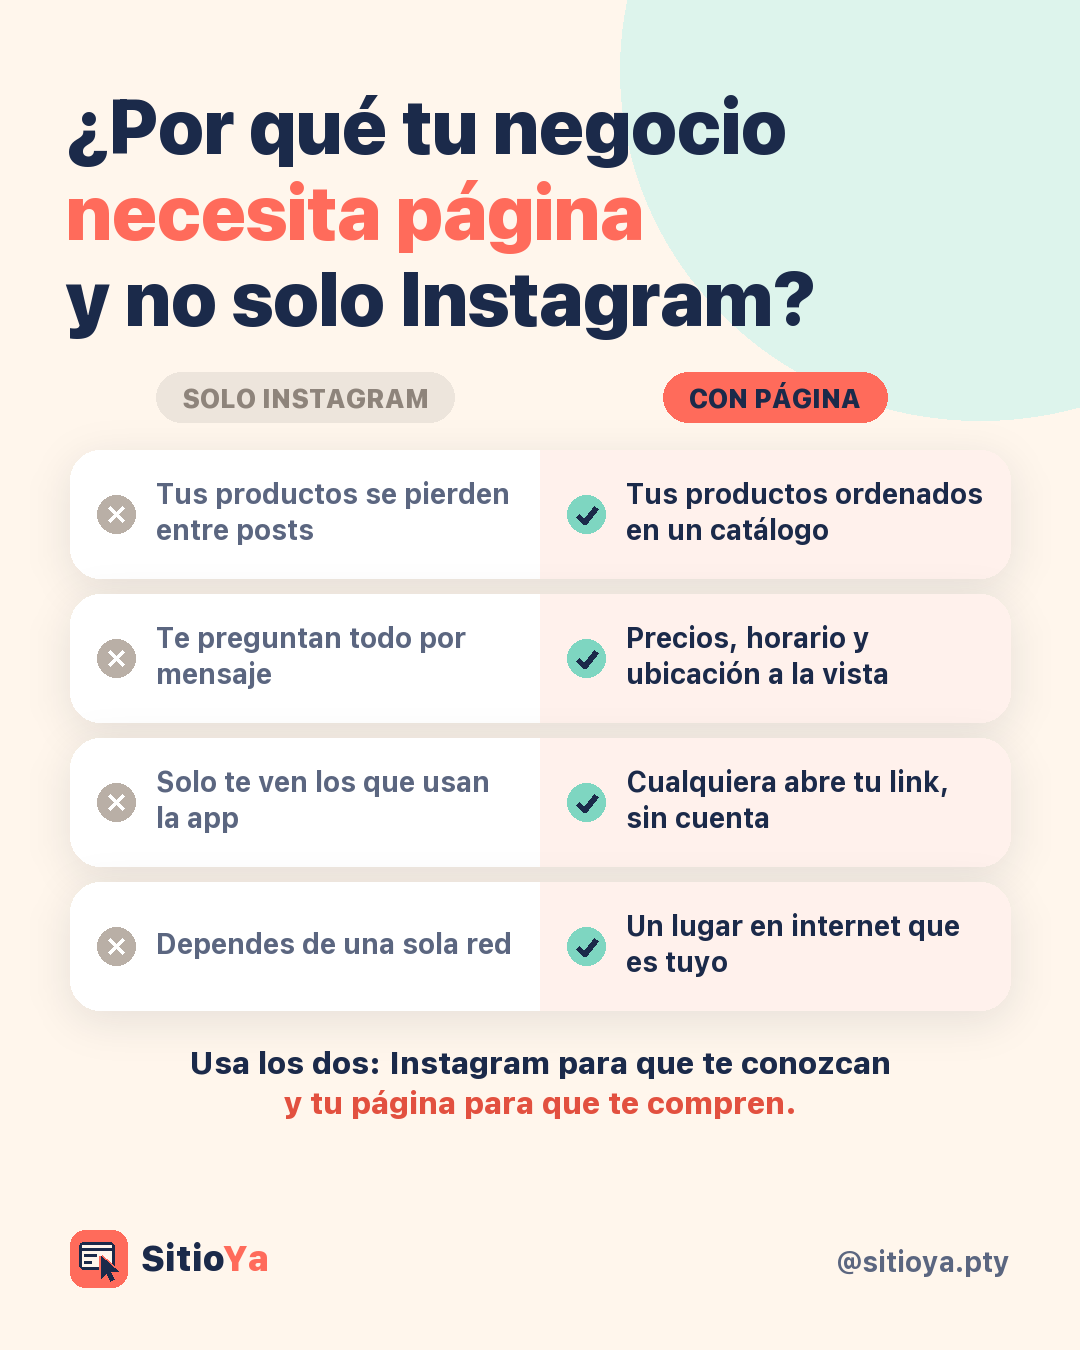 ¿Por qué tu negocio
necesita página
y no solo Instagram?
SOLO INSTAGRAM
CON PÁGINA
Tus productos se pierden
entre posts
Tus productos ordenados
en un catálogo
Te preguntan todo por
mensaje
Precios, horario y
ubicación a la vista
Solo te ven los que usan
la app
Cualquiera abre tu link,
sin cuenta
Dependes de una sola red
Un lugar en internet que
es tuyo
Usa los dos: Instagram para que te conozcan
y tu página para que te compren.
SitioYa
@sitioya.pty